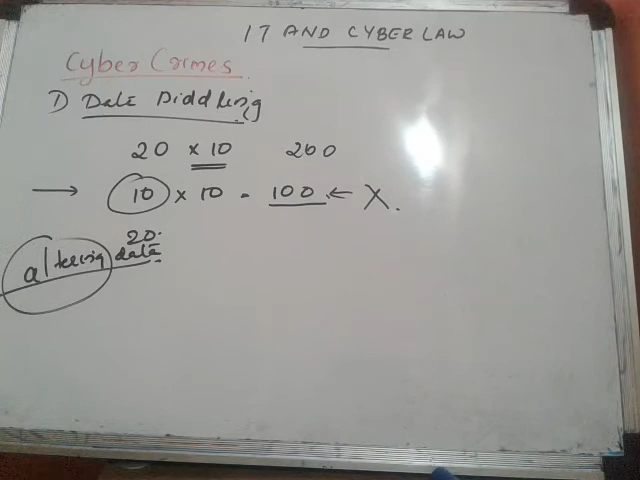 IT AND CYBER LAW
Cyber Crimes
1) Data Diddling
20 × 10 200
→ 10 × 10 = 100 ← X.
20.
altering data